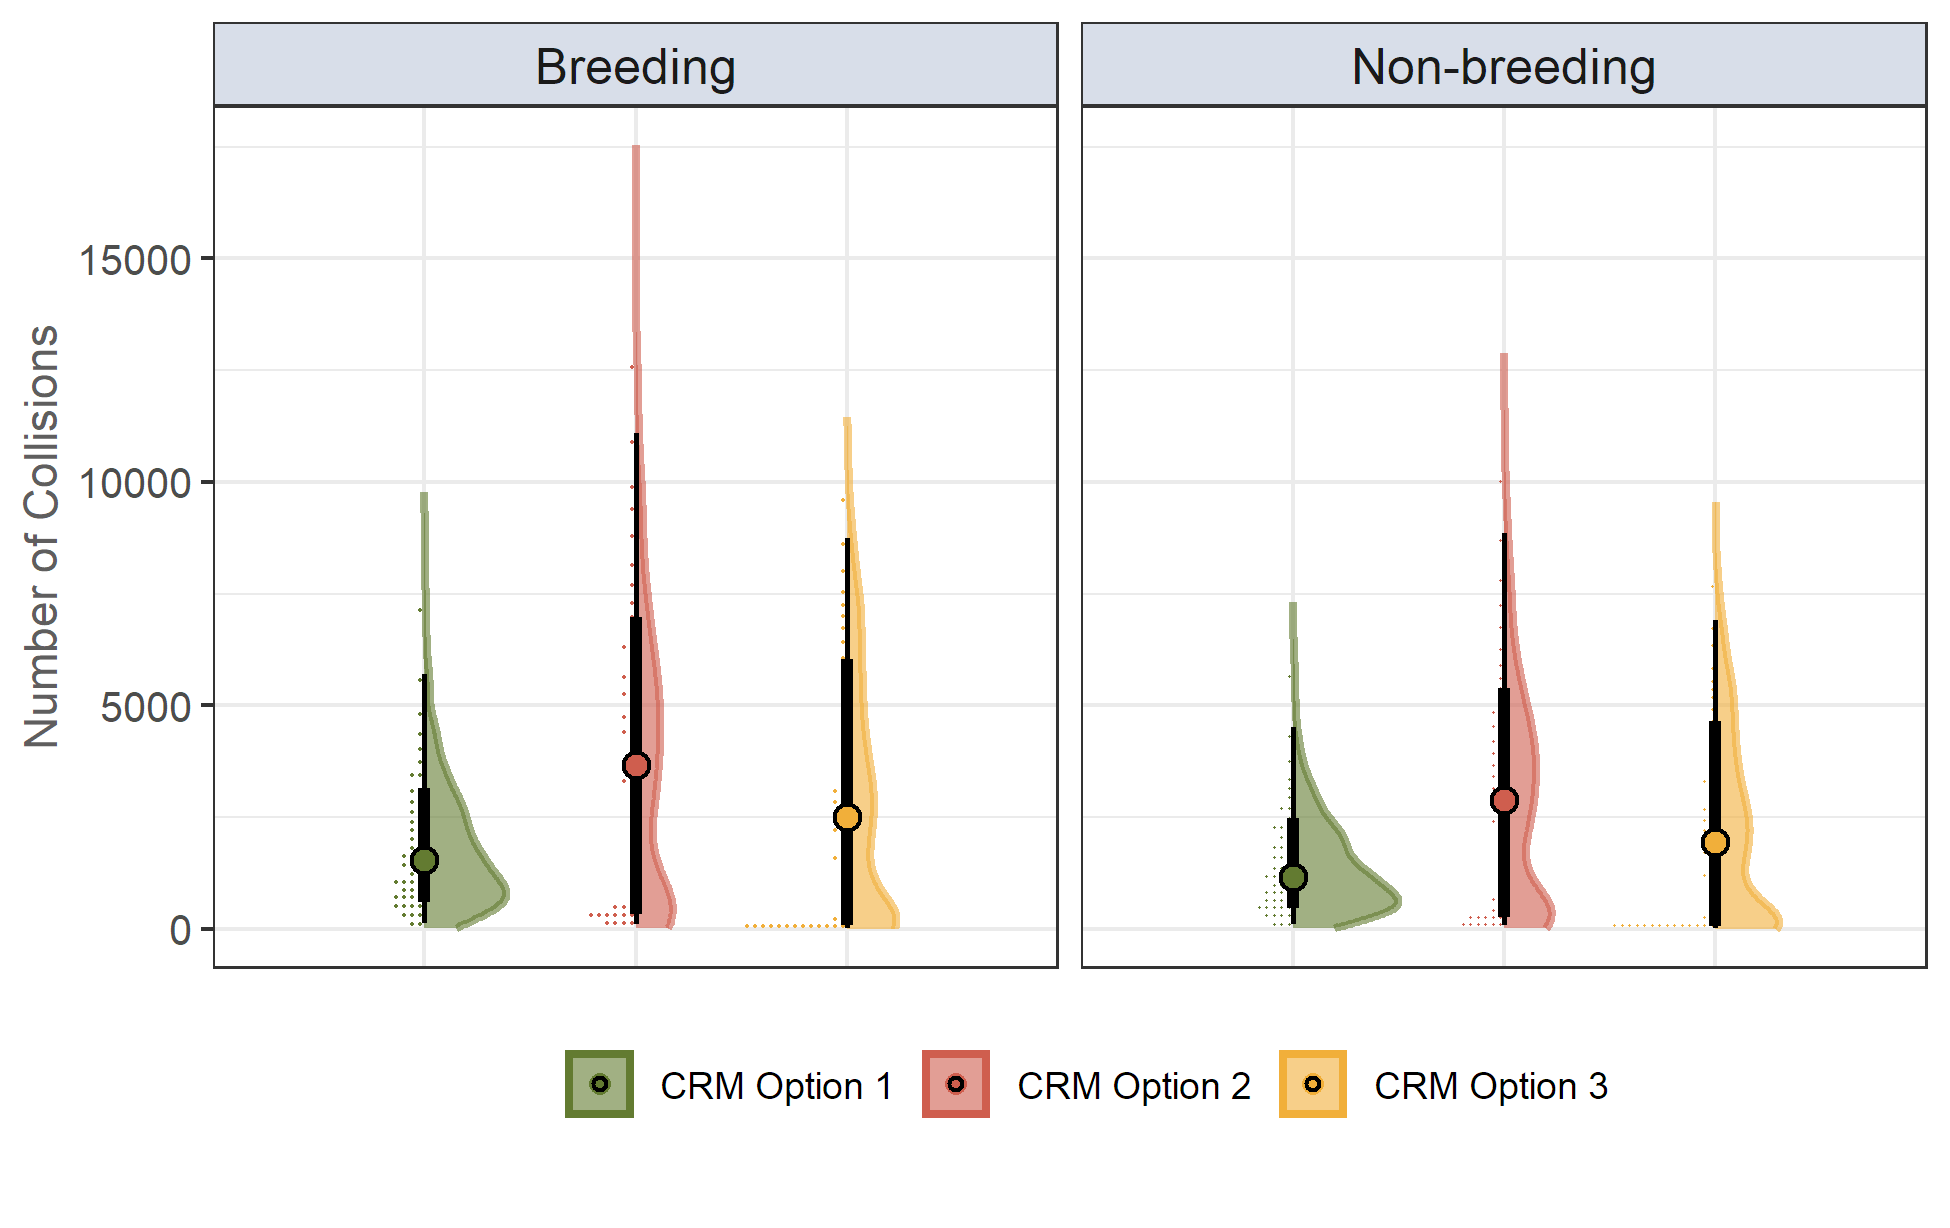 Breeding
Non-breeding
Number of Collisions
15000
10000
5000
0
CRM Option 1
CRM Option 2
CRM Option 3